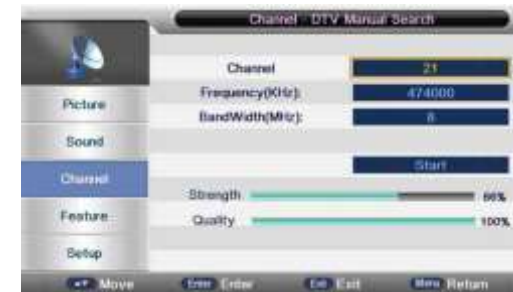 Channel - DTV Manual Search
Channel 21
Frequency(KHz): 474000
BandWidth(MHz): 8
Start
Strength 66%
Quality 100%
Picture
Sound
Channel
Feature
Setup
Move Enter Enter Exit Exit Menu Return